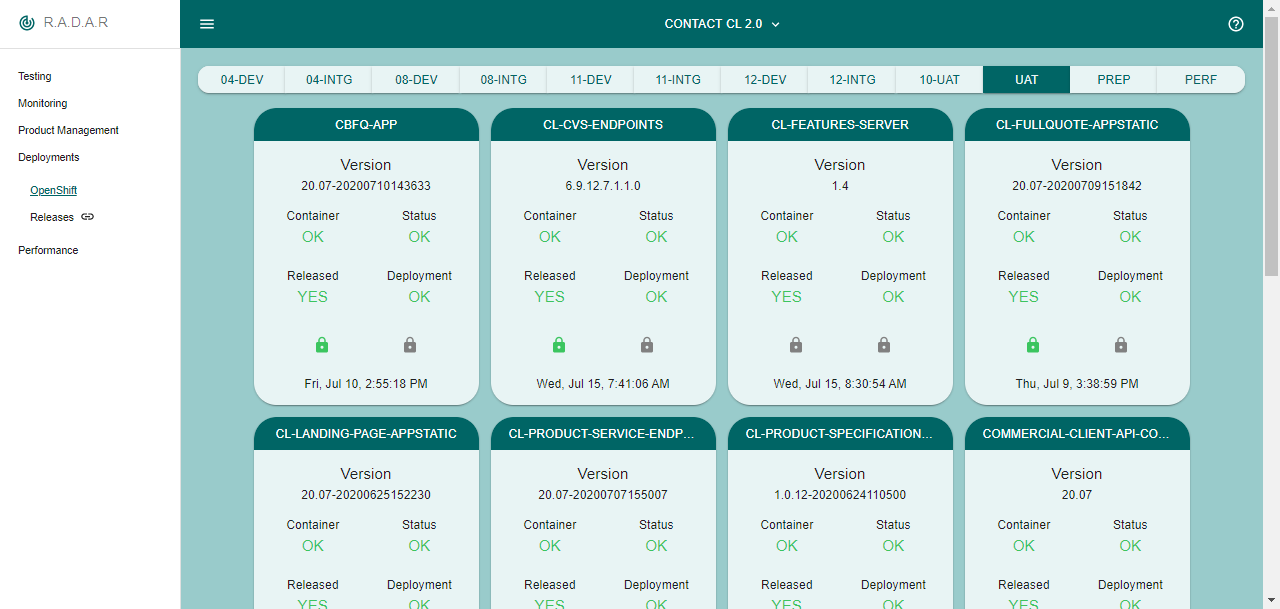 R.A.D.A.R
CONTACT CL 2.0
Testing
Monitoring
Product Management
Deployments
OpenShift
Releases
Performance
04-DEV 04-INTG 08-DEV 08-INTG 11-DEV 11-INTG 12-DEV 12-INTG 10-UAT UAT PREP PERF
CBFQ-APP
Version
20.07-20200710143633
Container Status
OK OK
Released Deployment
YES OK
Fri, Jul 10, 2:55:18 PM
CL-CVS-ENDPOINTS
Version
6.9.12.7.1.1.0
Container Status
OK OK
Released Deployment
YES OK
Wed, Jul 15, 7:41:06 AM
CL-FEATURES-SERVER
Version
1.4
Container Status
OK OK
Released Deployment
YES OK
Wed, Jul 15, 8:30:54 AM
CL-FULLQUOTE-APPSTATIC
Version
20.07-20200709151842
Container Status
OK OK
Released Deployment
YES OK
Thu, Jul 9, 3:38:59 PM
CL-LANDING-PAGE-APPSTATIC
Version
20.07-20200625152230
Container Status
OK OK
Released Deployment
YES OK
CL-PRODUCT-SERVICE-ENDP...
Version
20.07-20200707155007
Container Status
OK OK
Released Deployment
YES OK
CL-PRODUCT-SPECIFICATION...
Version
1.0.12-20200624110500
Container Status
OK OK
Released Deployment
YES OK
COMMERCIAL-CLIENT-API-CO...
Version
20.07
Container Status
OK OK
Released Deployment
YES OK